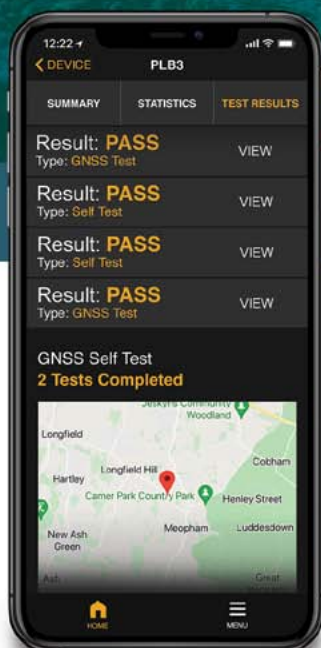 12:22
DEVICE PLB3
SUMMARY STATISTICS TEST RESULTS
Result: PASS
Type: GNSS Test
VIEW
Result: PASS
Type: Self Test
VIEW
Result: PASS
Type: Self Test
VIEW
Result: PASS
Type: GNSS Test
VIEW
GNSS Self Test
2 Tests Completed
Jeskyns Community
Woodland
Longfield
Cobham
Longfield Hill
Hartley
Camer Park Country Park
Henley Street
New Ash
Green
Meopham
Luddesdown
Ash
Great
HOME MENU